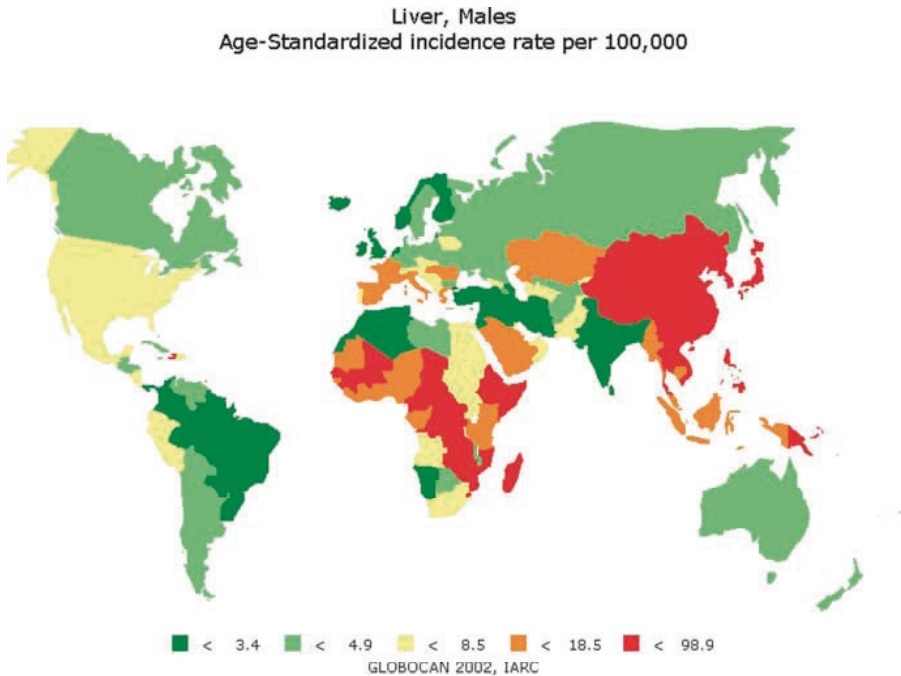 Liver, Males
Age-Standardized incidence rate per 100,000
< 3.4 < 4.9 < 8.5 < 18.5 < 98.9
GLOBOCAN 2002, IARC